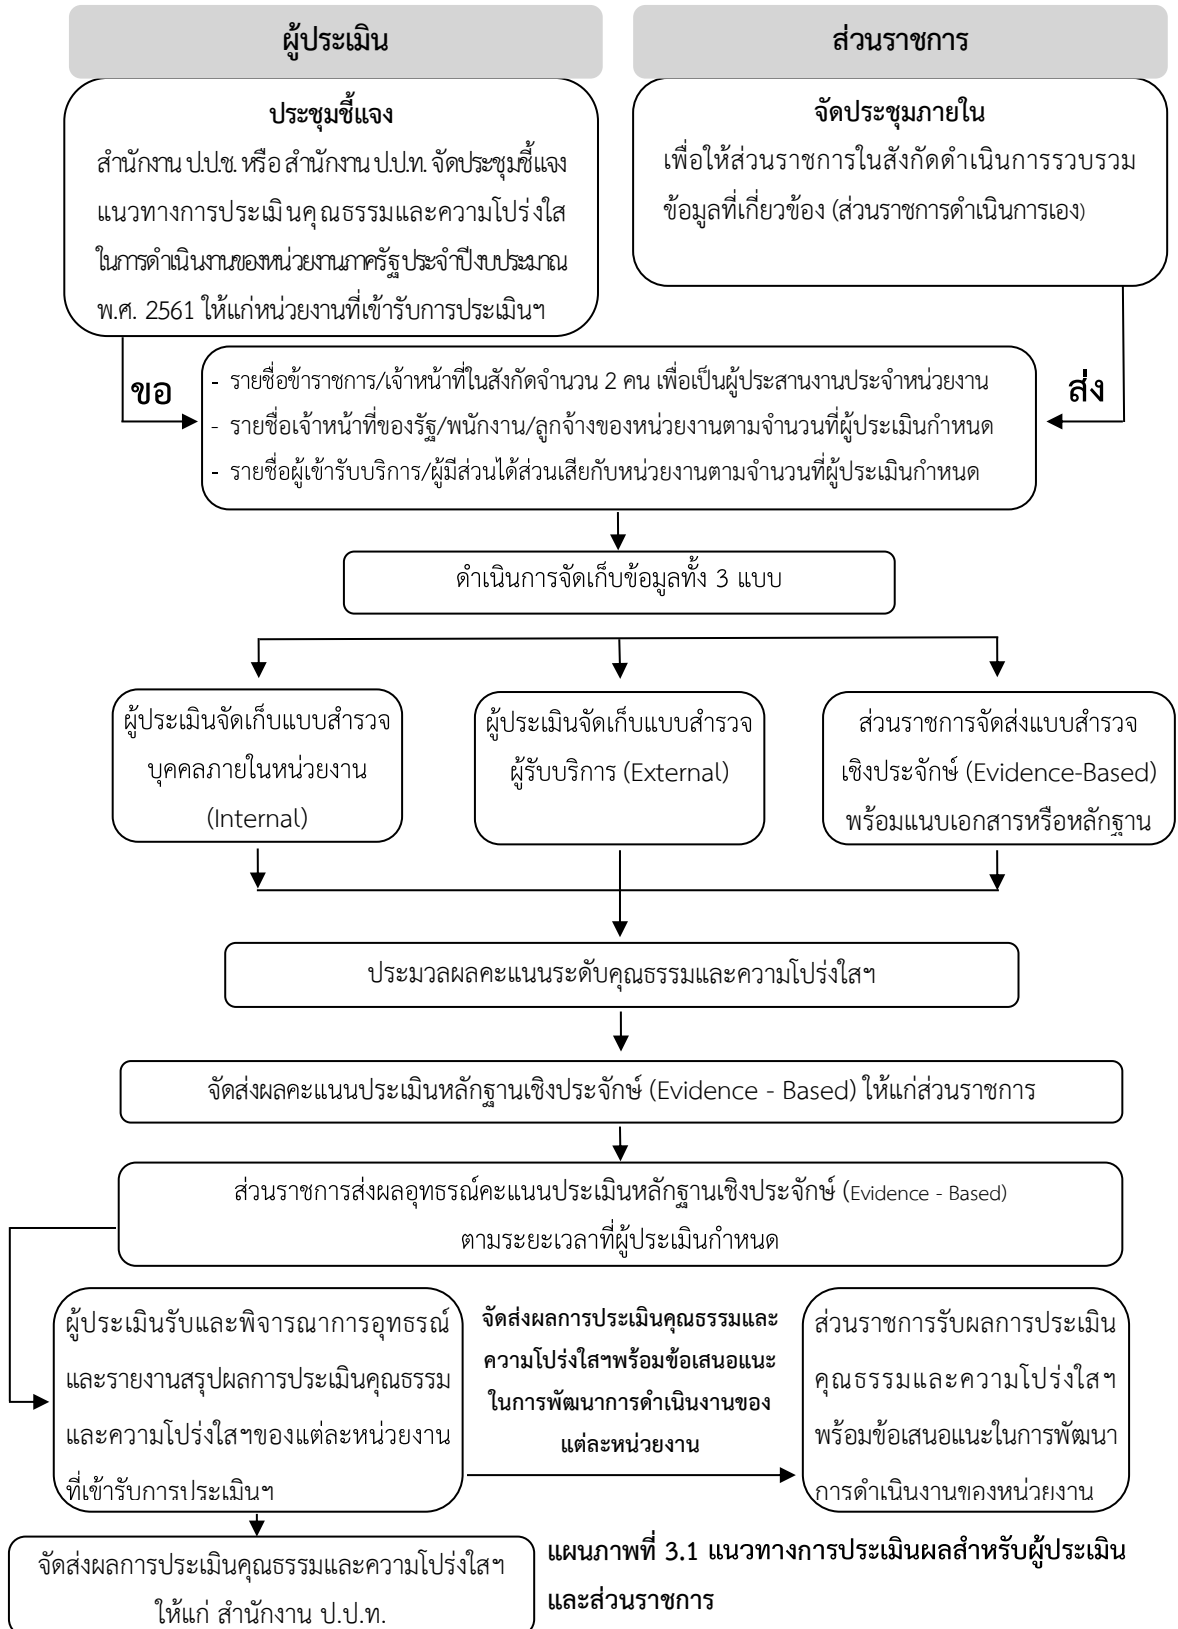 ผู้ประเมิน
ส่วนราชการ
ประชุมชี้แจง
สำนักงาน ป.ป.ช. หรือ สำนักงาน ป.ป.ท. จัดประชุมชี้แจง
แนวทางการประเมินคุณธรรมและความโปร่งใส
ในการดำเนินงานของหน่วยงานภาครัฐ ประจำปีงบประมาณ
พ.ศ. 2561 ให้แก่หน่วยงานที่เข้ารับการประเมินฯ
จัดประชุมภายใน
เพื่อให้ส่วนราชการในสังกัดดำเนินการรวบรวม
ข้อมูลที่เกี่ยวข้อง (ส่วนราชการดำเนินการเอง)
ขอ
- รายชื่อข้าราชการ/เจ้าหน้าที่ในสังกัดจำนวน 2 คน เพื่อเป็นผู้ประสานงานประจำหน่วยงาน
- รายชื่อเจ้าหน้าที่ของรัฐ/พนักงาน/ลูกจ้างของหน่วยงานตามจำนวนที่ผู้ประเมินกำหนด
- รายชื่อผู้เข้ารับบริการ/ผู้มีส่วนได้ส่วนเสียกับหน่วยงานตามจำนวนที่ผู้ประเมินกำหนด
ส่ง
ดำเนินการจัดเก็บข้อมูลทั้ง 3 แบบ
ผู้ประเมินจัดเก็บแบบสำรวจ
บุคคลภายในหน่วยงาน
(Internal)
ผู้ประเมินจัดเก็บแบบสำรวจ
ผู้รับบริการ (External)
ส่วนราชการจัดส่งแบบสำรวจ
เชิงประจักษ์ (Evidence-Based)
พร้อมแนบเอกสารหรือหลักฐาน
ประมวลผลคะแนนระดับคุณธรรมและความโปร่งใสฯ
จัดส่งผลคะแนนประเมินหลักฐานเชิงประจักษ์ (Evidence - Based) ให้แก่ส่วนราชการ
ส่วนราชการส่งผลอุทธรณ์คะแนนประเมินหลักฐานเชิงประจักษ์ (Evidence - Based)
ตามระยะเวลาที่ผู้ประเมินกำหนด
ผู้ประเมินรับและพิจารณาการอุทธรณ์
และรายงานสรุปผลการประเมินคุณธรรม
และความโปร่งใสฯของแต่ละหน่วยงาน
ที่เข้ารับการประเมินฯ
จัดส่งผลการประเมินคุณธรรมและ
ความโปร่งใสฯพร้อมข้อเสนอแนะ
ในการพัฒนาการดำเนินงานของ
แต่ละหน่วยงาน
ส่วนราชการรับผลการประเมิน
คุณธรรมและความโปร่งใสฯ
พร้อมข้อเสนอแนะในการพัฒนา
การดำเนินงานของหน่วยงาน
จัดส่งผลการประเมินคุณธรรมและความโปร่งใสฯ
ให้แก่ สำนักงาน ป.ป.ท.
แผนภาพที่ 3.1 แนวทางการประเมินผลสำหรับผู้ประเมิน
และส่วนราชการ